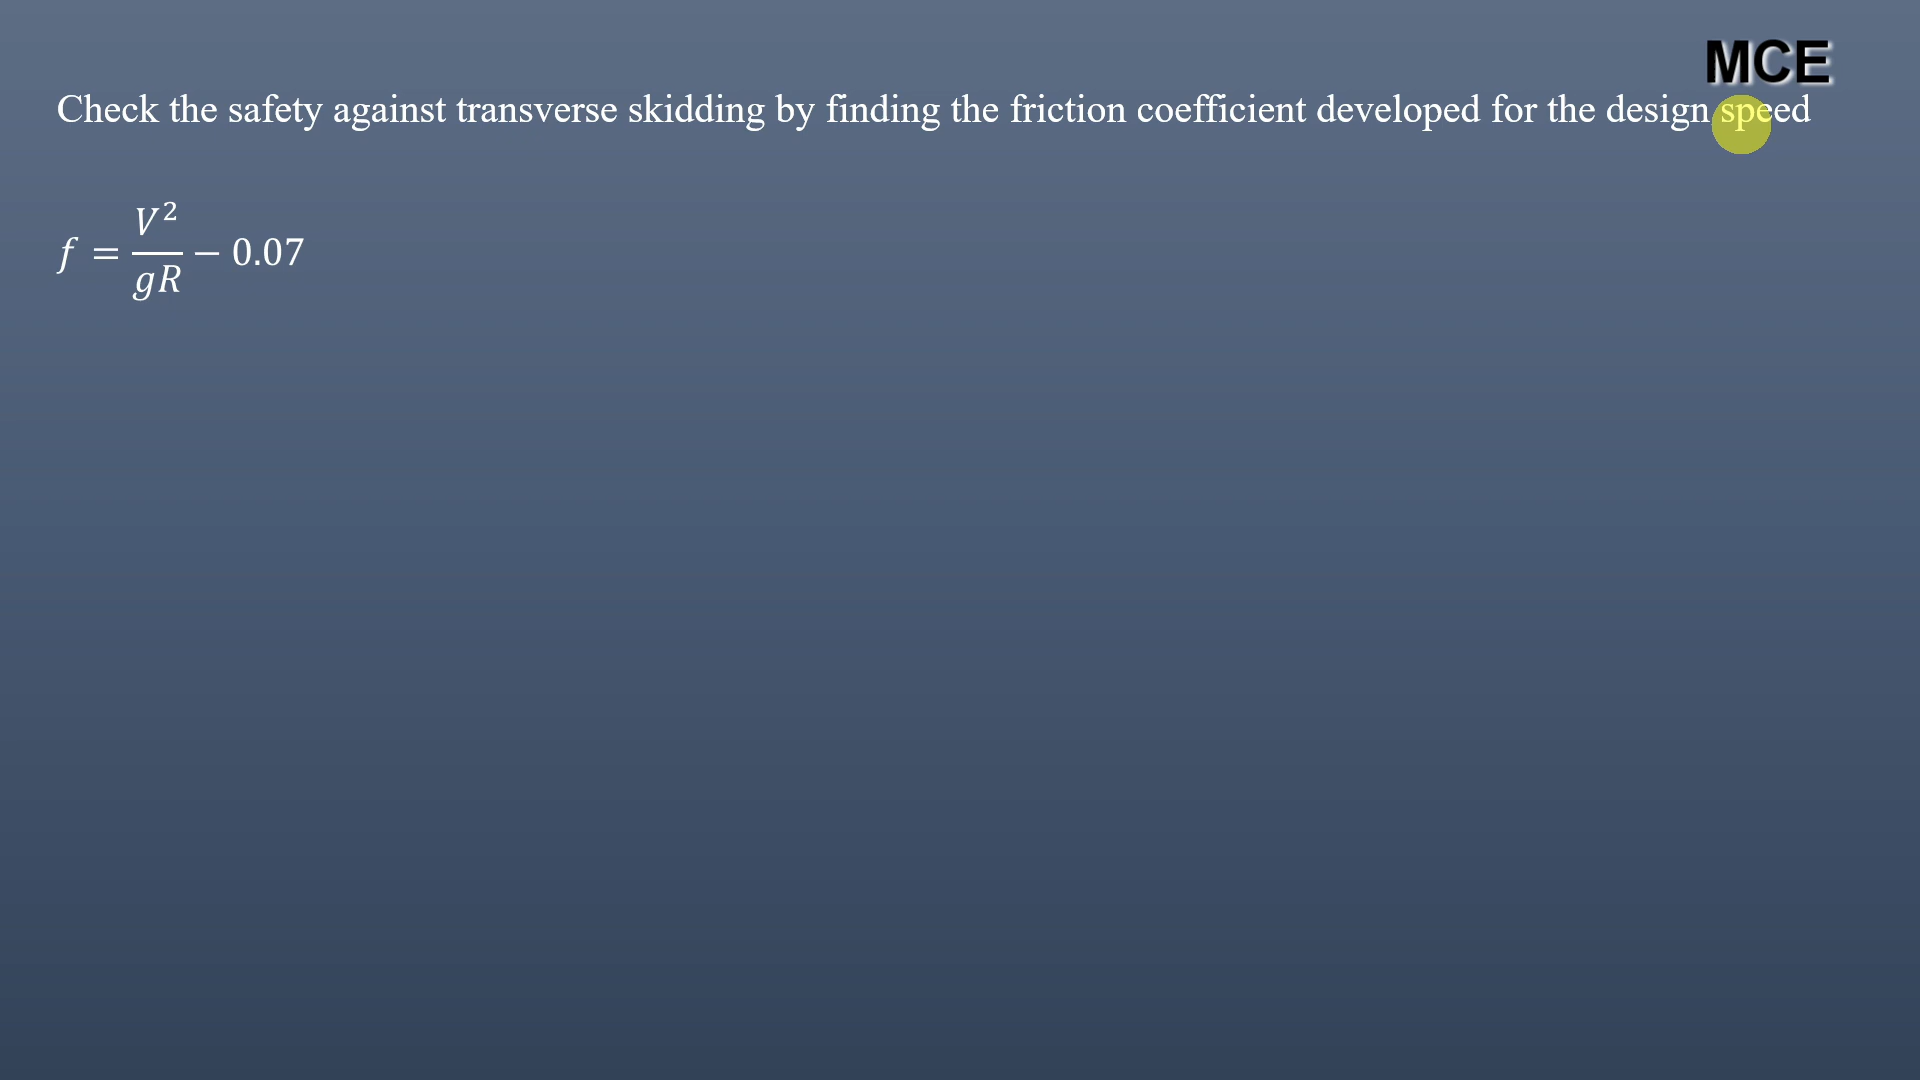 MCE
Check the safety against transverse skidding by finding the friction coefficient developed for the design speed
f = V²/gR − 0.07